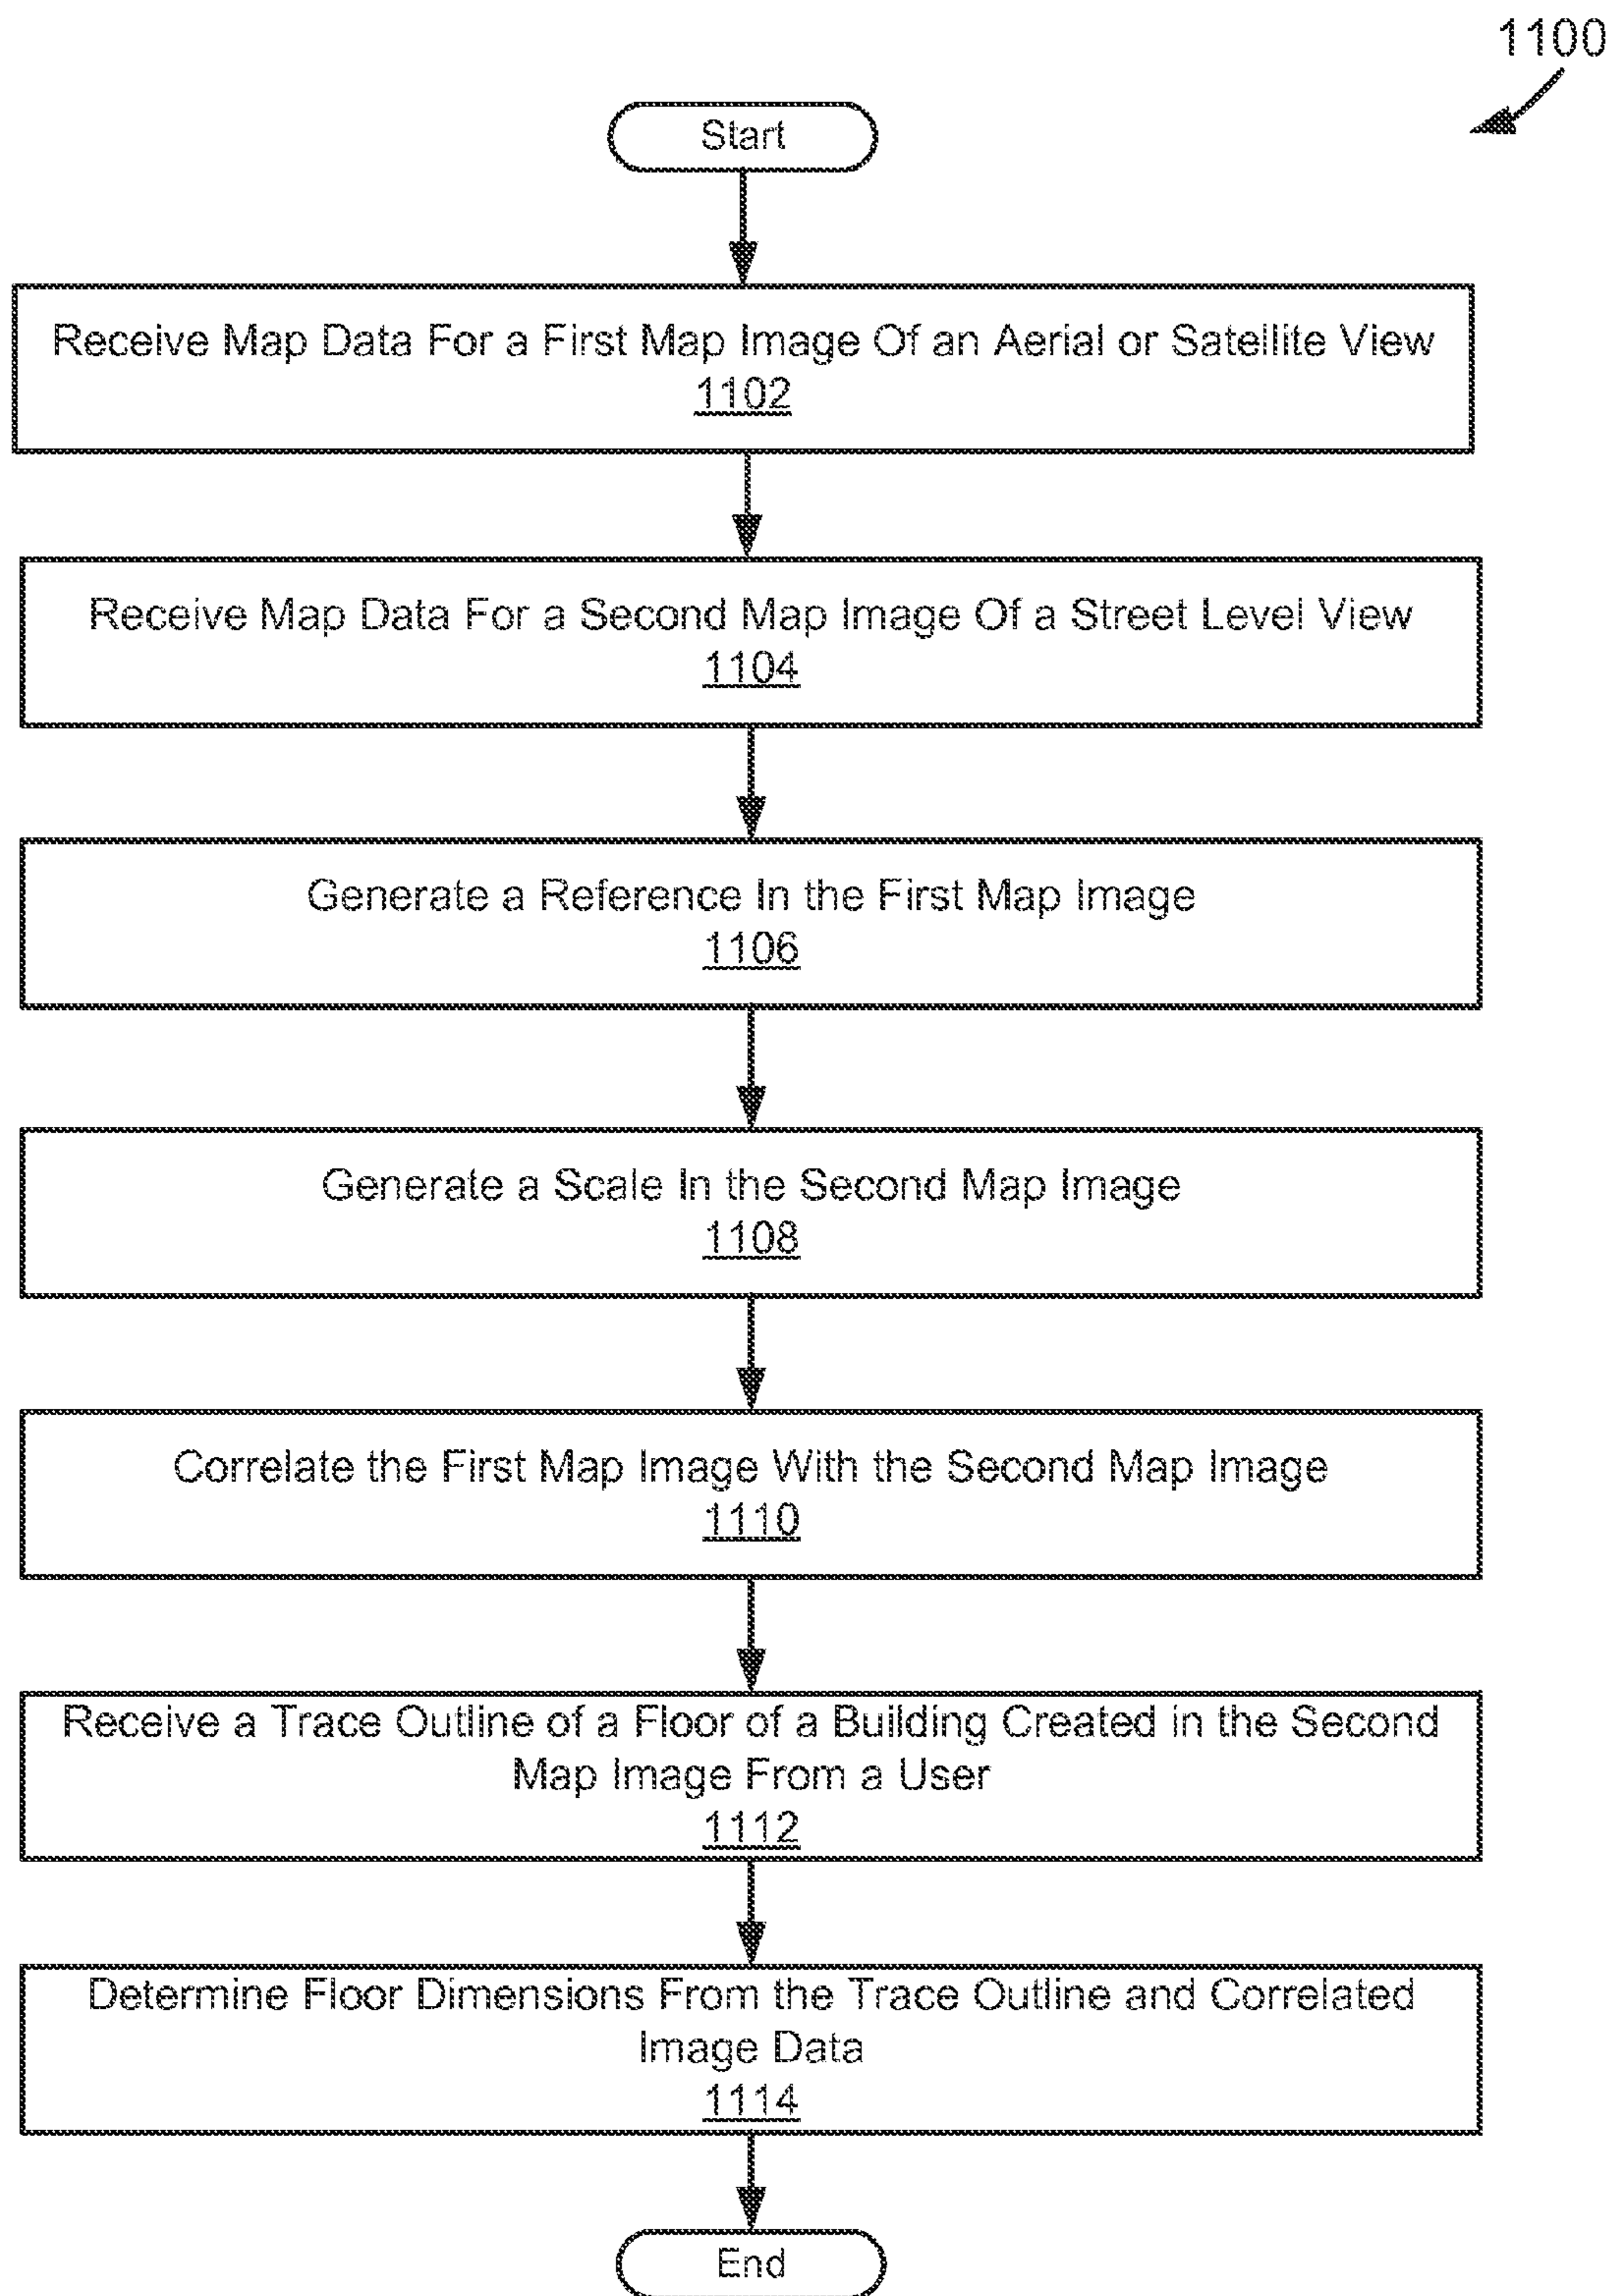 1100
Start
Receive Map Data For a First Map Image Of an Aerial or Satellite View
1102
Receive Map Data For a Second Map Image Of a Street Level View
1104
Generate a Reference In the First Map Image
1106
Generate a Scale In the Second Map Image
1108
Correlate the First Map Image With the Second Map Image
1110
Receive a Trace Outline of a Floor of a Building Created in the Second
Map Image From a User
1112
Determine Floor Dimensions From the Trace Outline and Correlated
Image Data
1114
End